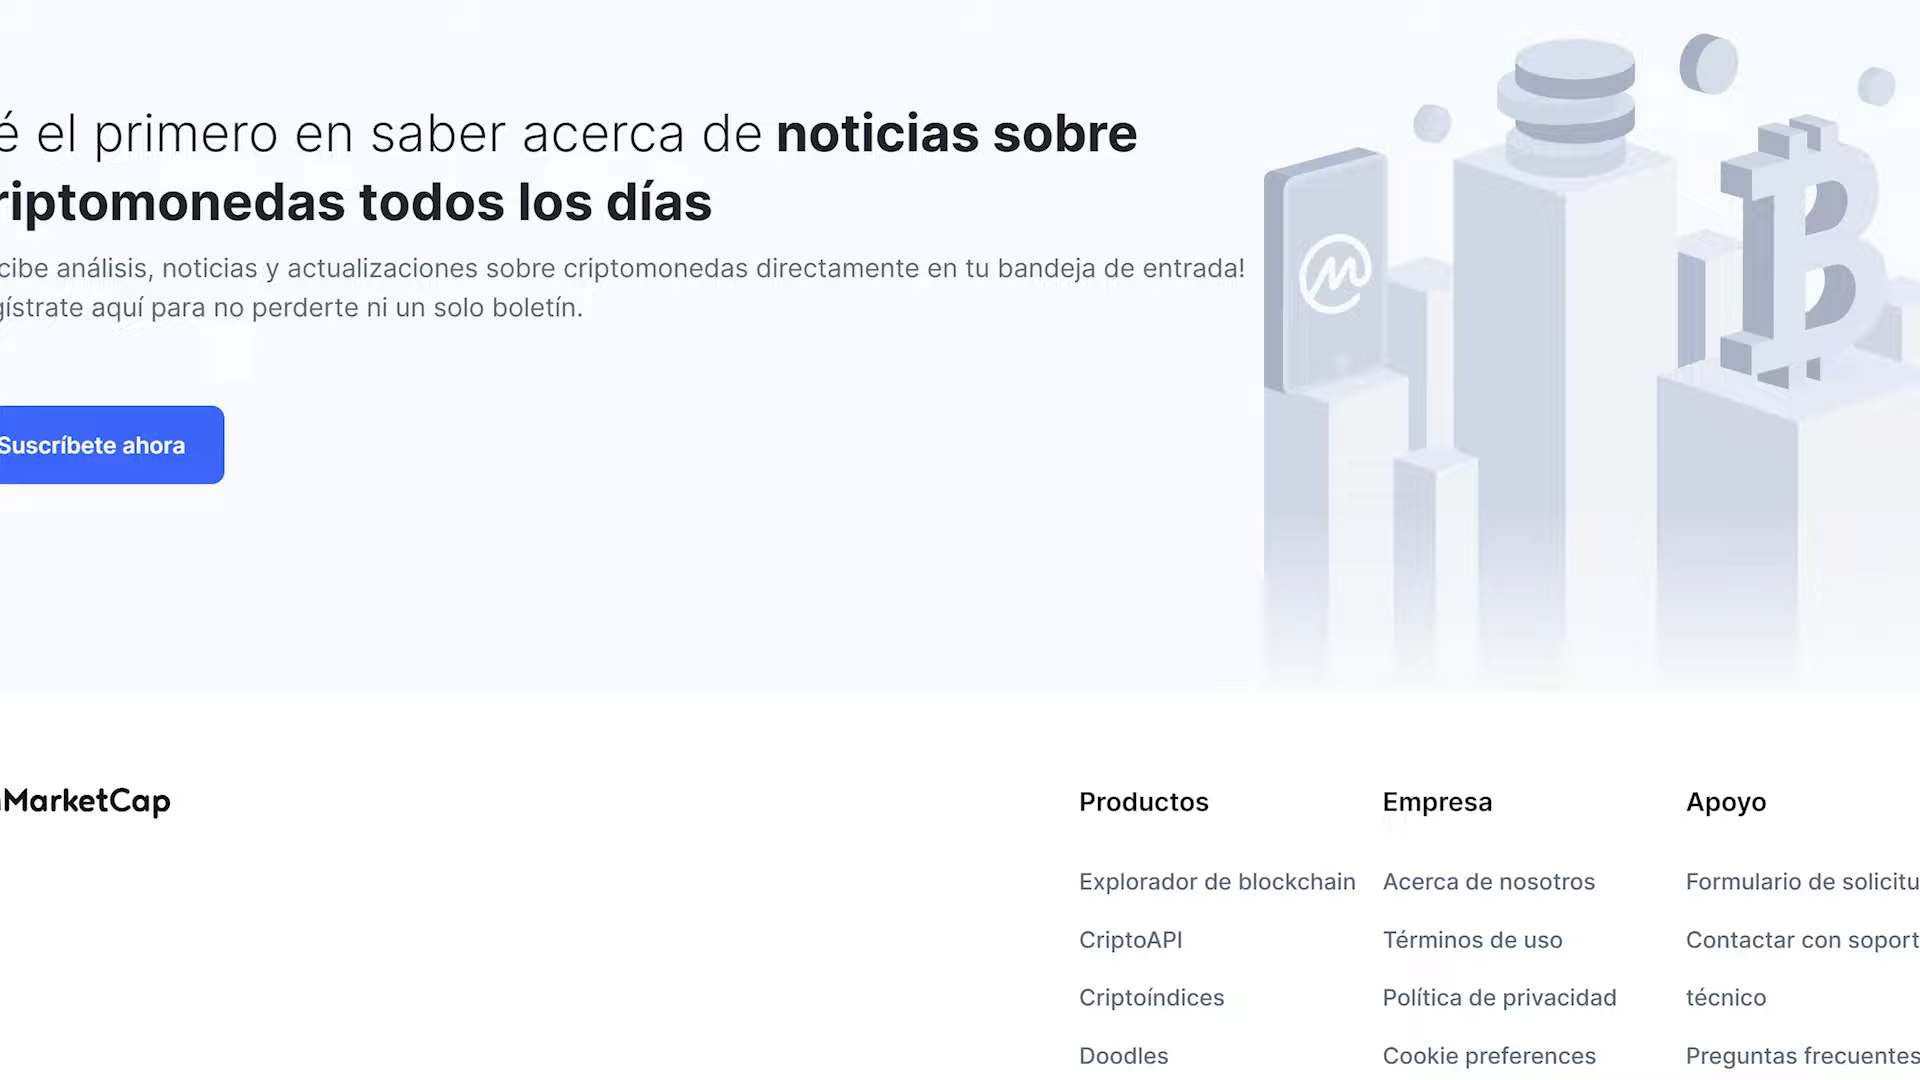 é el primero en saber acerca de noticias sobre
riptomonedas todos los días
cibe análisis, noticias y actualizaciones sobre criptomonedas directamente en tu bandeja de entrada!
gístrate aquí para no perderte ni un solo boletín.
Suscríbete ahora
MarketCap
Productos
Explorador de blockchain
CriptoAPI
Criptoíndices
Doodles
Empresa
Acerca de nosotros
Términos de uso
Política de privacidad
Cookie preferences
Apoyo
Formulario de solicitu
Contactar con soport
técnico
Preguntas frecuentes